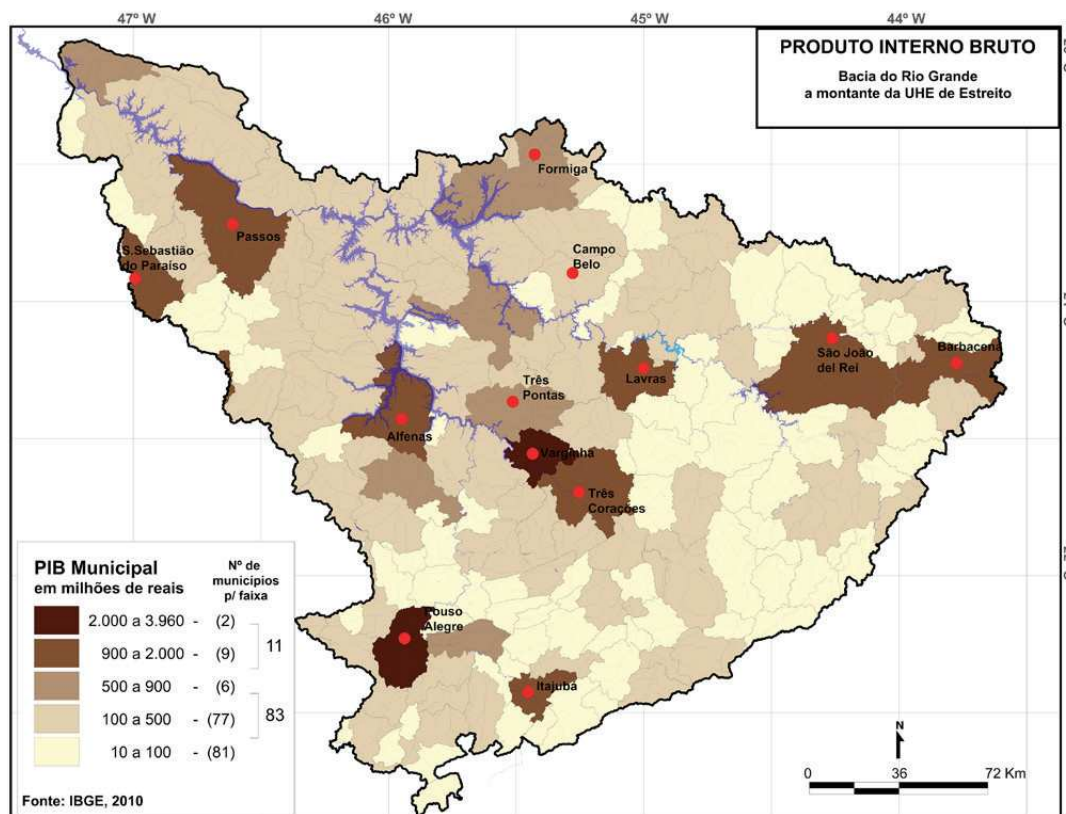 47° W
46° W
45° W
44° W
PRODUTO INTERNO BRUTO
Bacia do Rio Grande
a montante da UHE de Estreito
Formiga
Passos
S.Sebastião
do Paraíso
Campo
Belo
São João
del Rei
Barbacena
Lavras
Três
Pontas
Alfenas
Varginha
Três
Corações
Pouso
Alegre
Itajubá
PIB Municipal
em milhões de reais
Nº de
municípios
p/ faixa
2.000 a 3.960 - (2)
900 a 2.000 - (9)
11
500 a 900 - (6)
100 a 500 - (77)
83
10 a 100 - (81)
Fonte: IBGE, 2010
N
0 36 72 Km